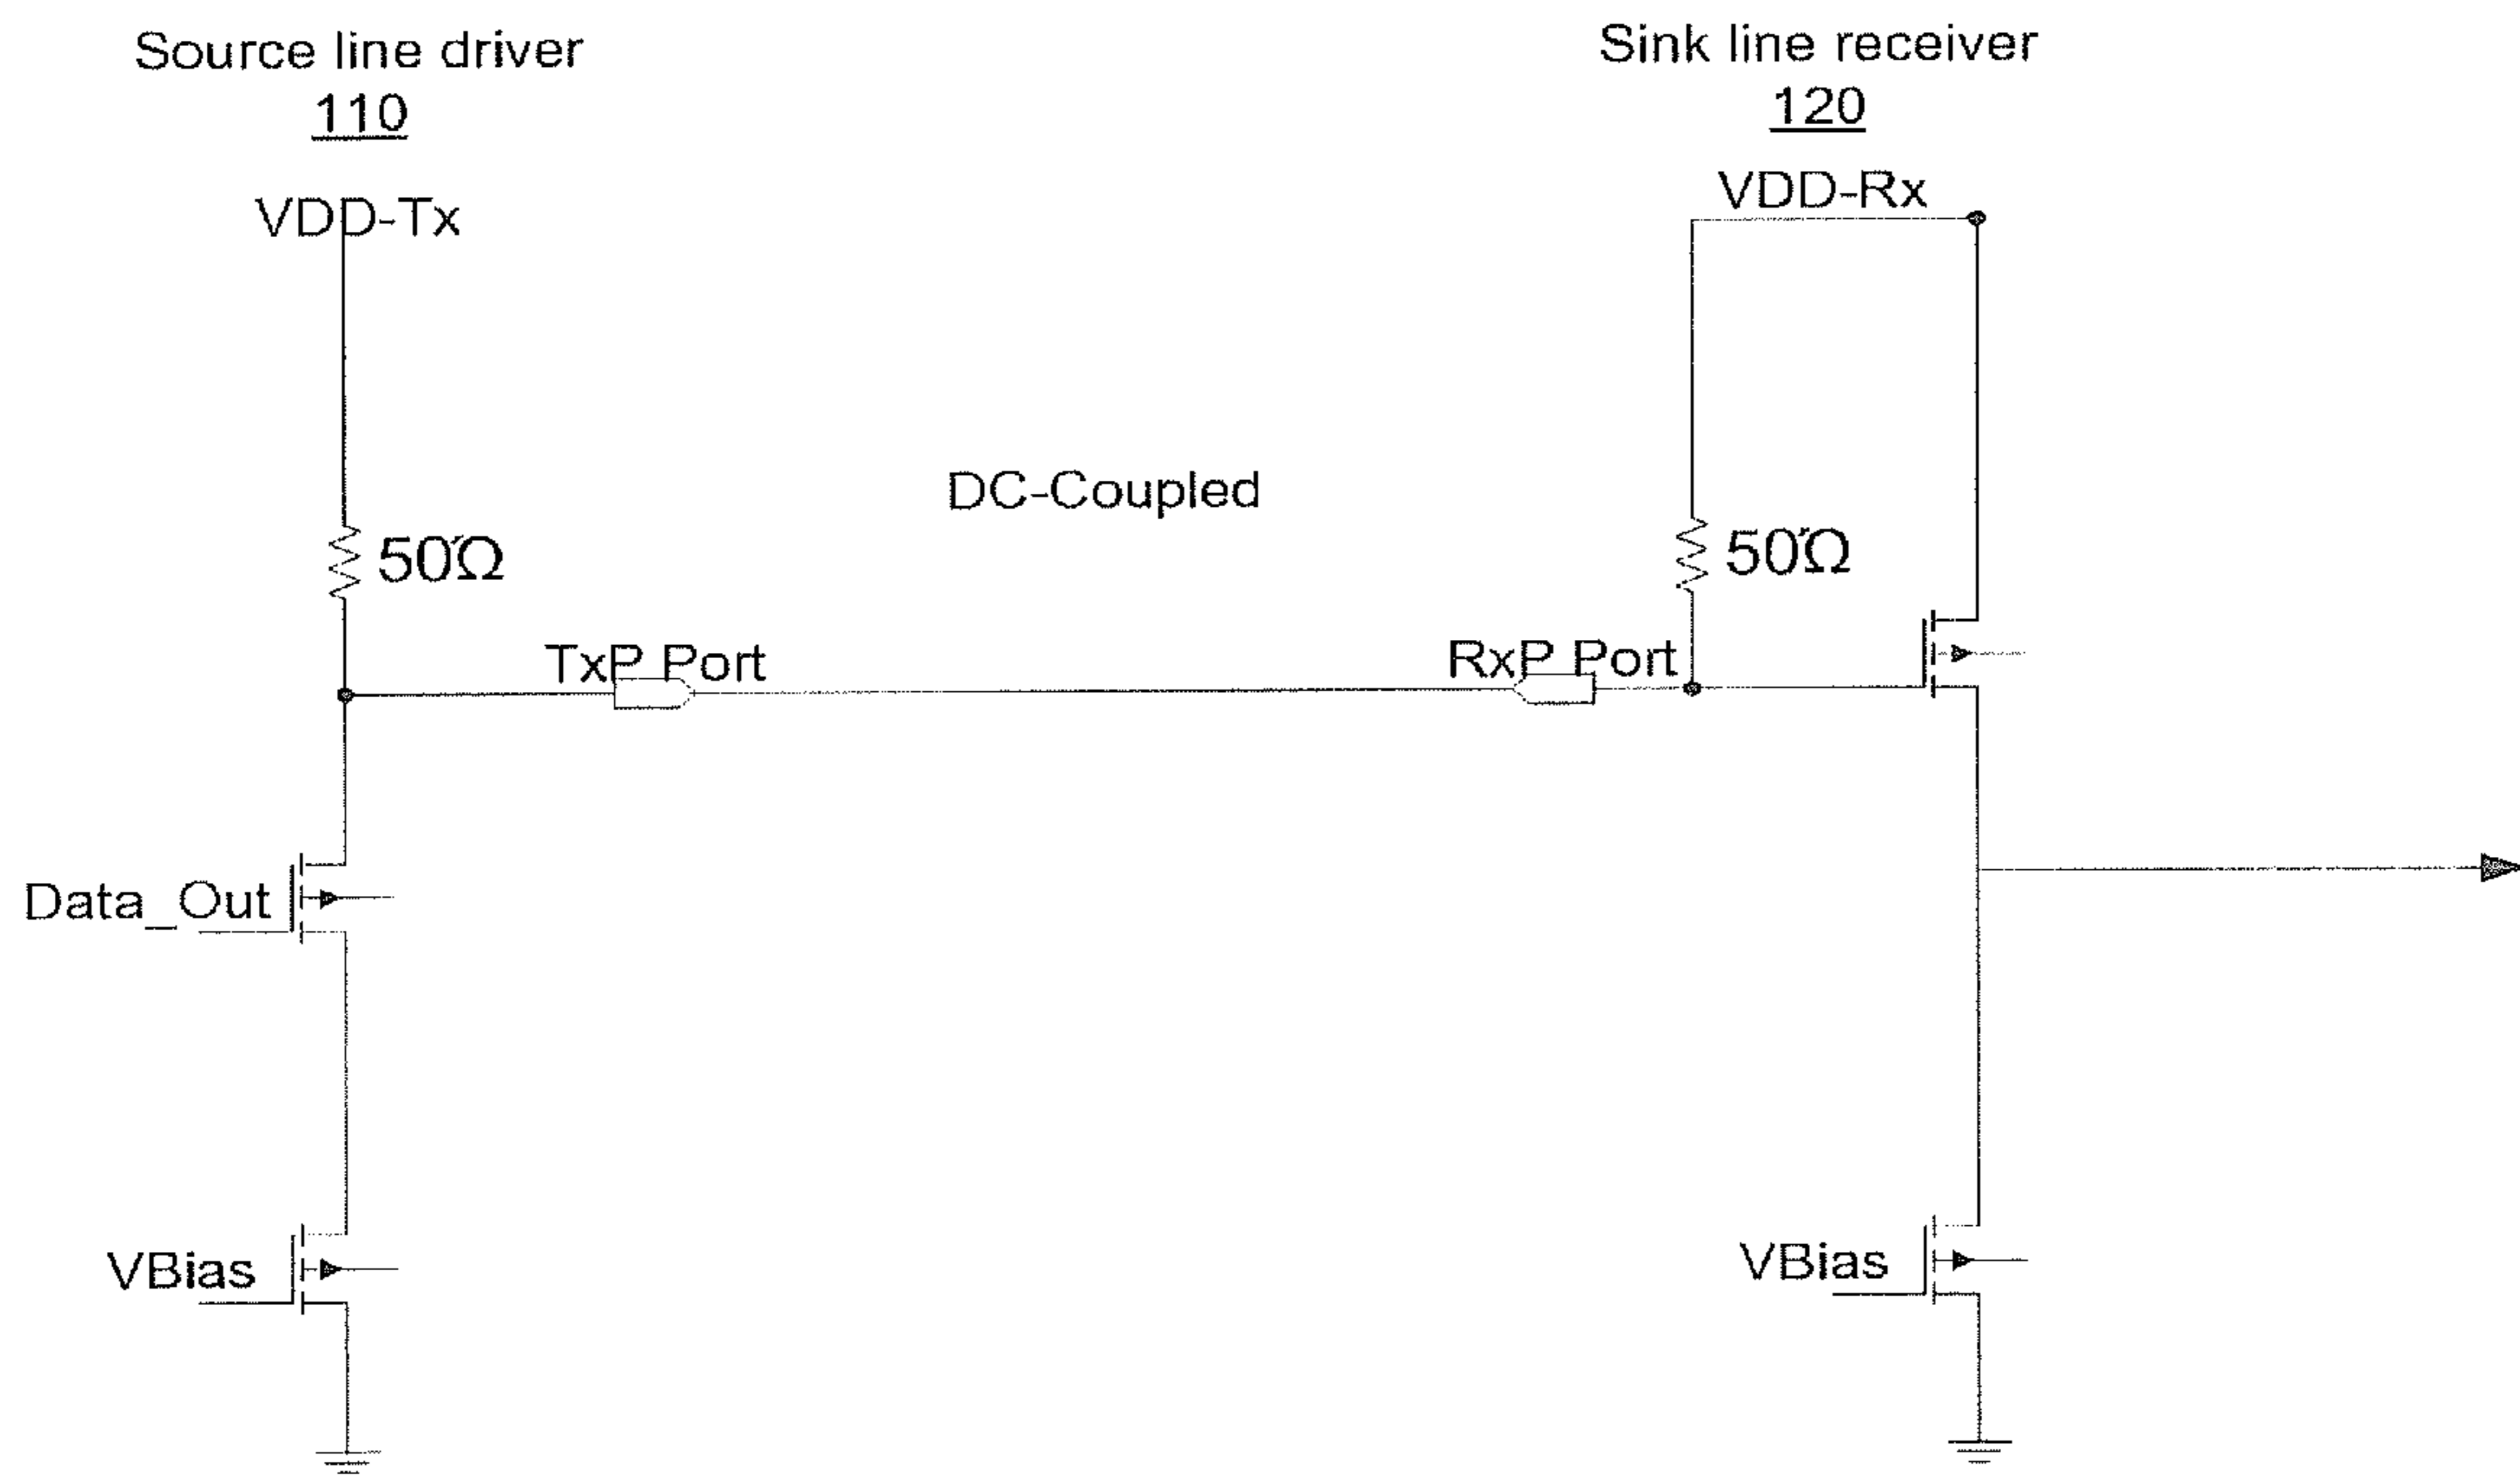 Source line driver
110
Sink line receiver
120
VDD-Tx
VDD-Rx
DC-Coupled
50Ω
50Ω
TxP Port
RxP Port
Data_Out
VBias
VBias